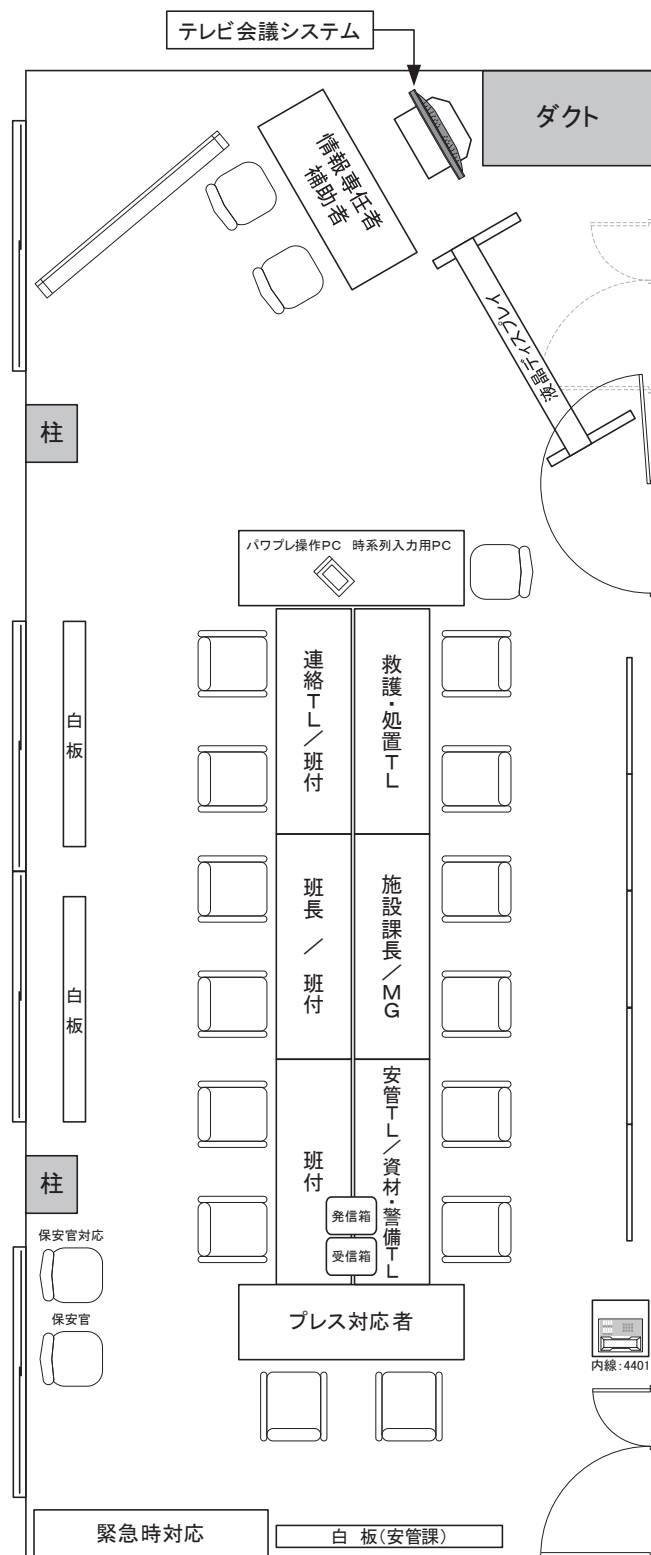 テレビ会議システム
ダクト
情報専任者
補助者
液晶ディスプレイ
柱
パワプレ操作PC 時系列入力用PC
連絡TL/班付
救護・処置TL
白板
班長/班付
施設課長/MG
白板
班付
安管TL/資材・警備TL
柱
発信箱
受信箱
保安官対応
保安官
プレス対応者
内線:4401
緊急時対応
白 板(安管課)